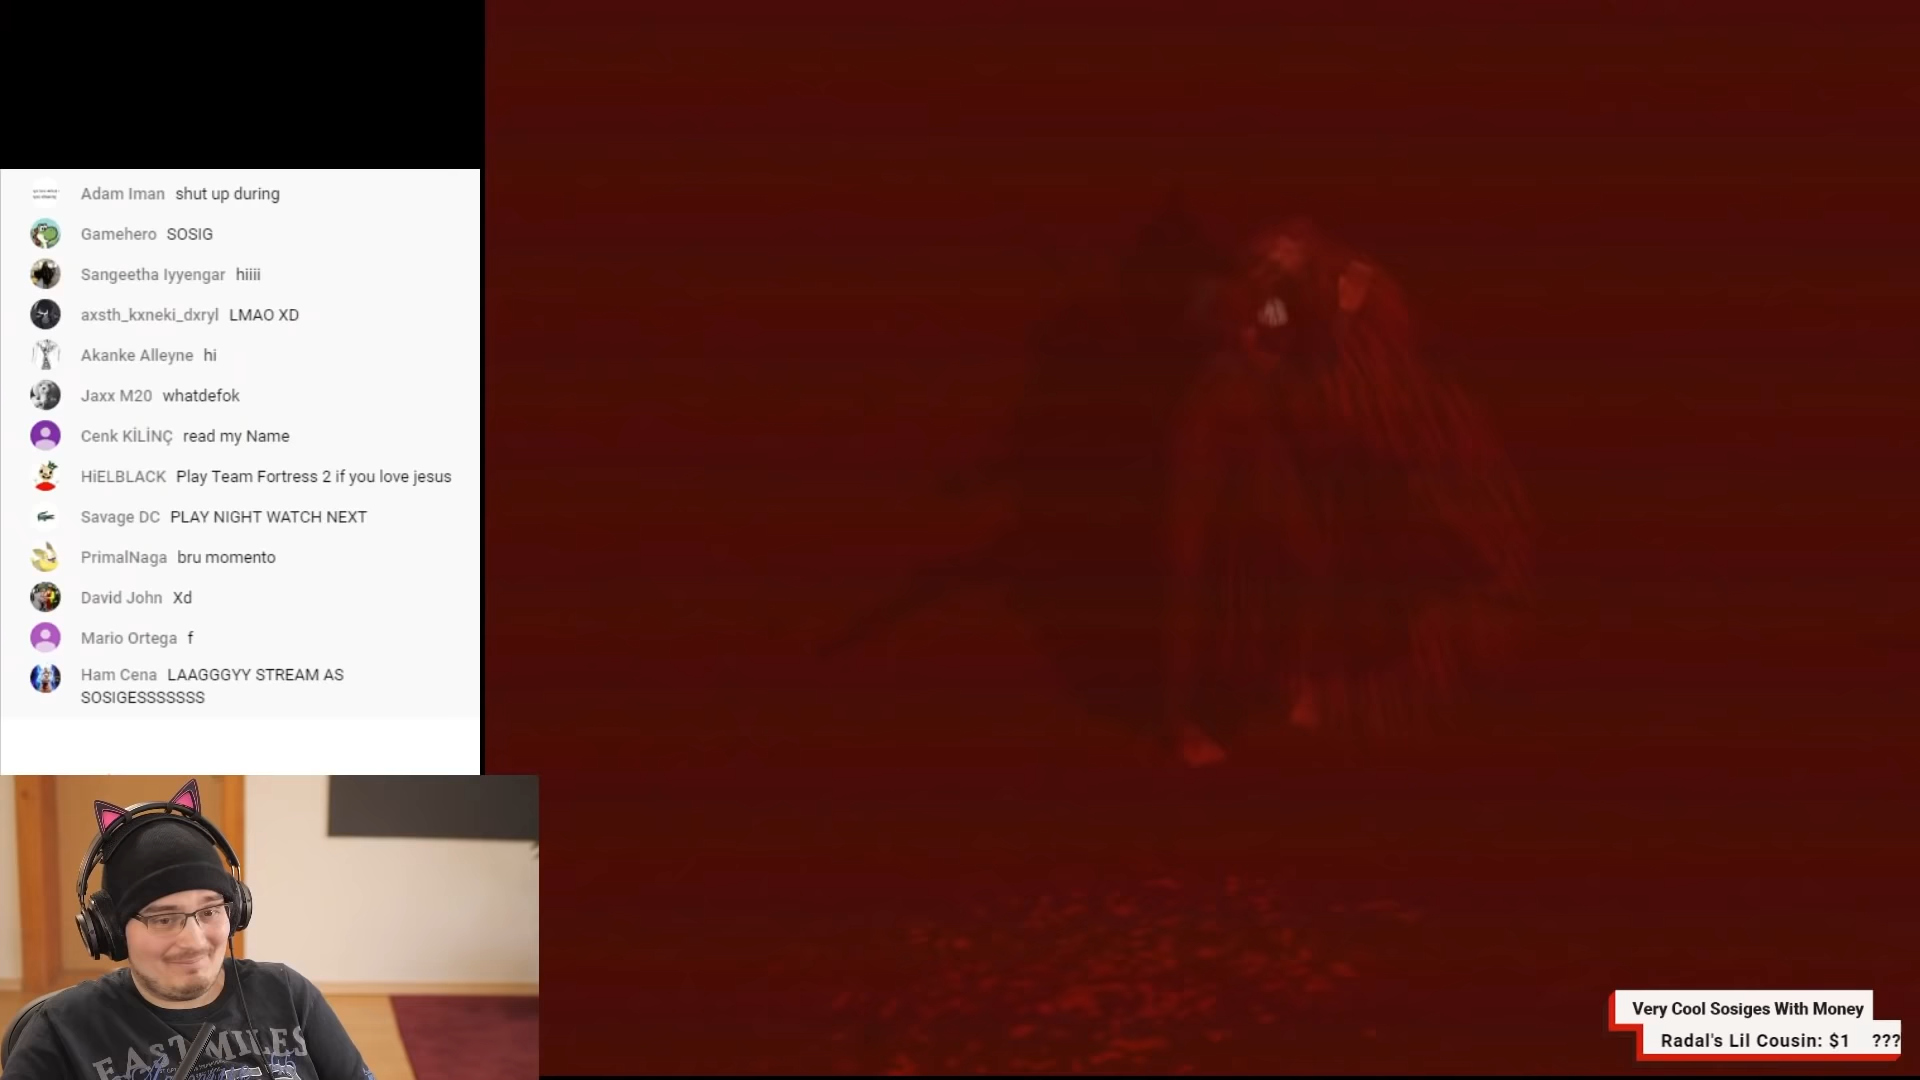 Adam Iman shut up during
Gamehero SOSIG
Sangeetha Iyyengar hiiii
axsth_kxneki_dxryl LMAO XD
Akanke Alleyne hi
Jaxx M20 whatdefok
Cenk KİLİNÇ read my Name
HiELBLACK Play Team Fortress 2 if you love jesus
Savage DC PLAY NIGHT WATCH NEXT
PrimalNaga bru momento
David John Xd
Mario Ortega f
Ham Cena LAAGGGYY STREAM AS
SOSIGESSSSSSS
EAST MILES
Very Cool Sosiges With Money
Radal's Lil Cousin: $1 ???